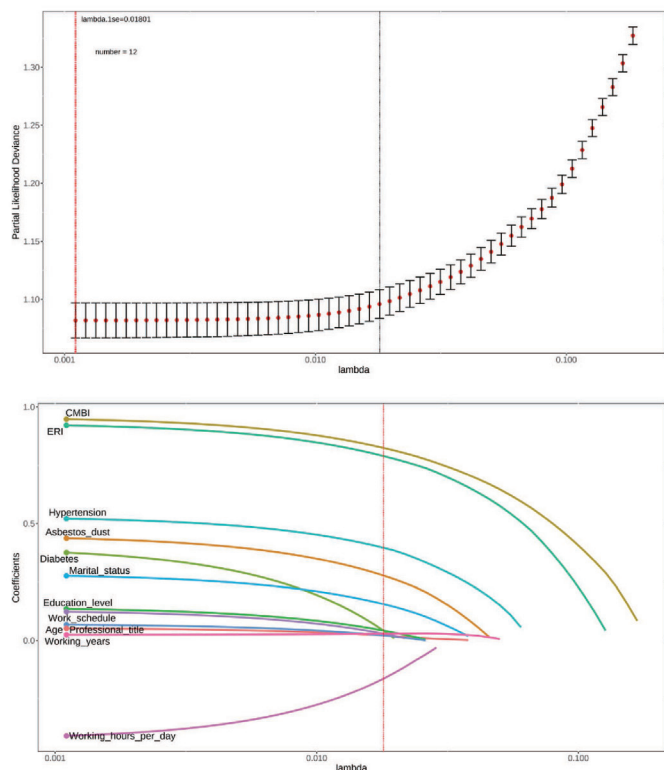 lambda.1se=0.01801
number = 12
Partial Likelihood Deviance
1.30
1.25
1.20
1.15
1.10
0.001
0.010
0.100
lambda
1.0
CMBI
ERI
Hypertension
0.5
Asbestos_dust
Diabetes
Marital_status
Coefficients
Education_level
Work_schedule
Age
Professional_title
0.0
Working_years
Working_hours_per_day
0.001
0.010
0.100
lambda